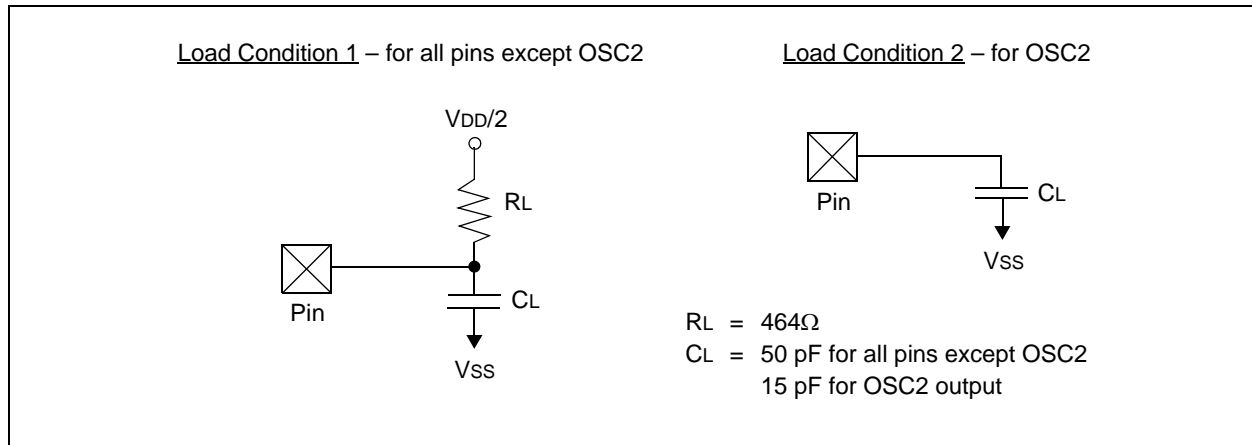 Load Condition 1 – for all pins except OSC2
VDD/2
RL
Pin
CL
VSS
Load Condition 2 – for OSC2
Pin
CL
VSS
RL = 464Ω
CL = 50 pF for all pins except OSC2
15 pF for OSC2 output